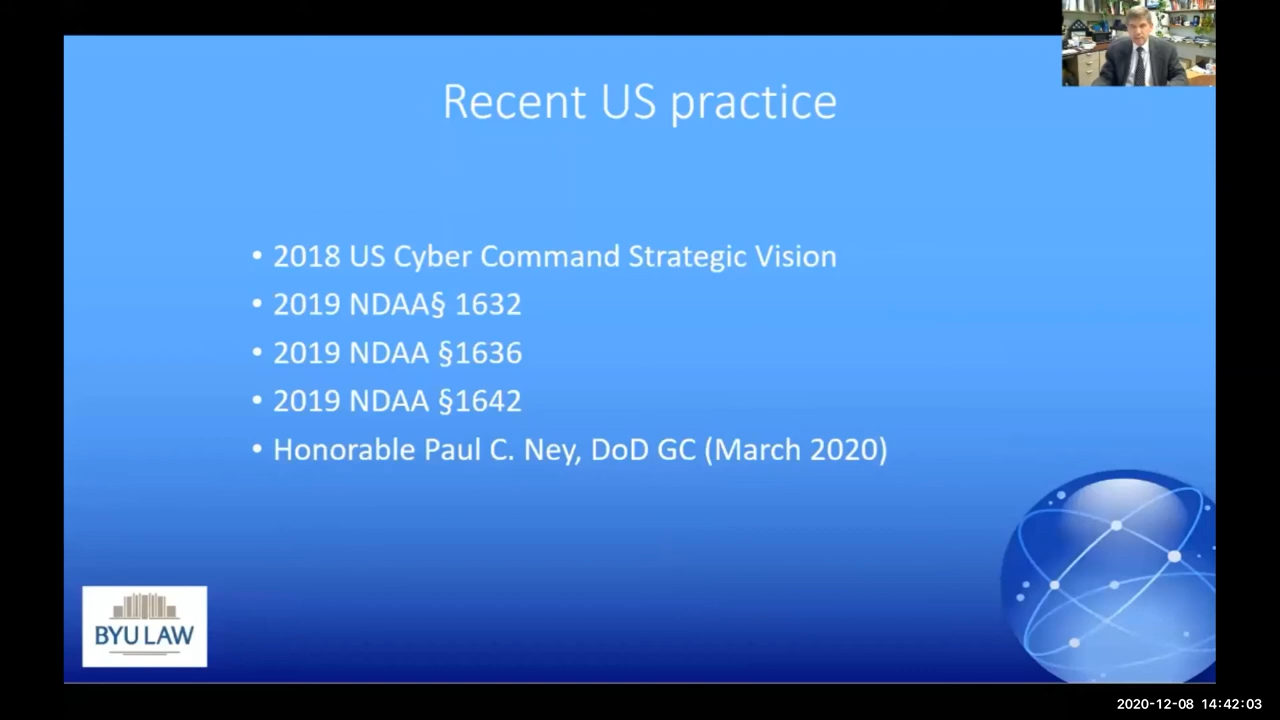 Recent US practice
• 2018 US Cyber Command Strategic Vision
• 2019 NDAA§ 1632
• 2019 NDAA §1636
• 2019 NDAA §1642
• Honorable Paul C. Ney, DoD GC (March 2020)
BYU LAW
2020-12-08 14:42:03